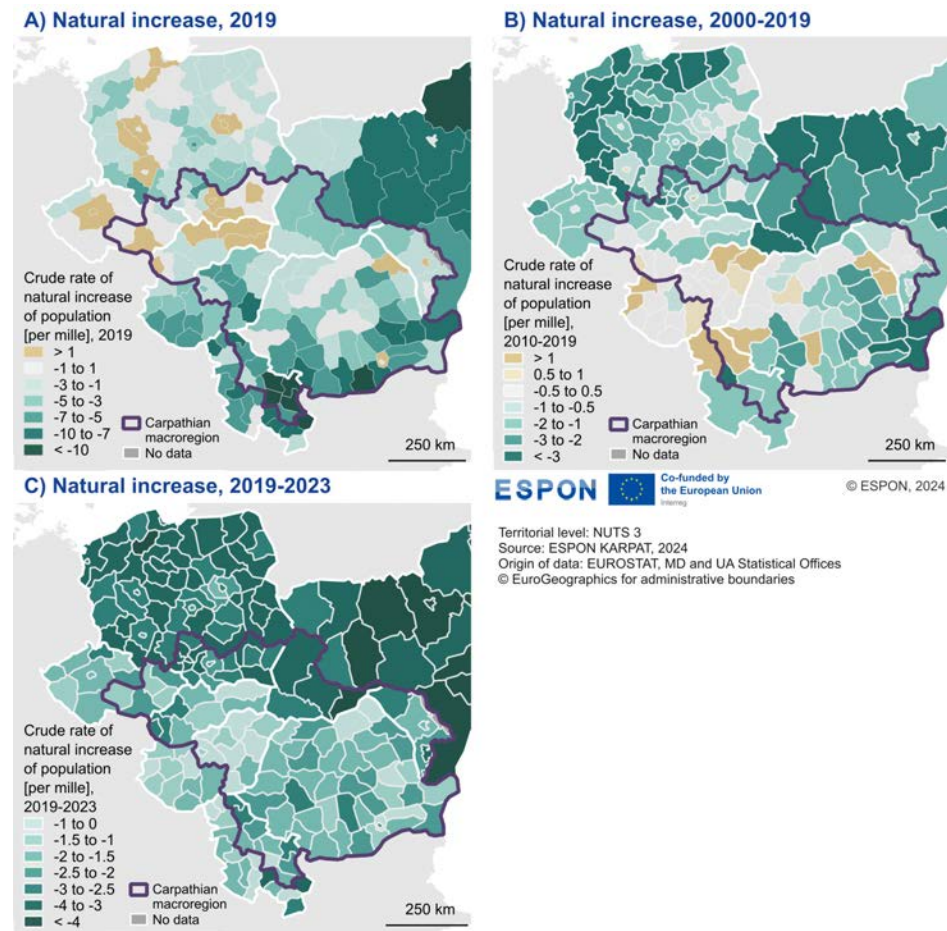 A) Natural increase, 2019
Crude rate of
natural increase
of population
[per mille], 2019
> 1
-1 to 1
-3 to -1
-5 to -3
-7 to -5
-10 to -7
< -10
Carpathian
macroregion
No data
250 km
B) Natural increase, 2000-2019
Crude rate of
natural increase
of population
[per mille],
2010-2019
> 1
0.5 to 1
-0.5 to 0.5
-1 to -0.5
-2 to -1
-3 to -2
< -3
Carpathian
macroregion
No data
250 km
C) Natural increase, 2019-2023
Crude rate of
natural increase
of population
[per mille],
2019-2023
-1 to 0
-1.5 to -1
-2 to -1.5
-2.5 to -2
-3 to -2.5
-4 to -3
< -4
Carpathian
macroregion
No data
250 km
ESPON
Co-funded by
the European Union
Interreg
© ESPON, 2024
Territorial level: NUTS 3
Source: ESPON KARPAT, 2024
Origin of data: EUROSTAT, MD and UA Statistical Offices
© EuroGeographics for administrative boundaries